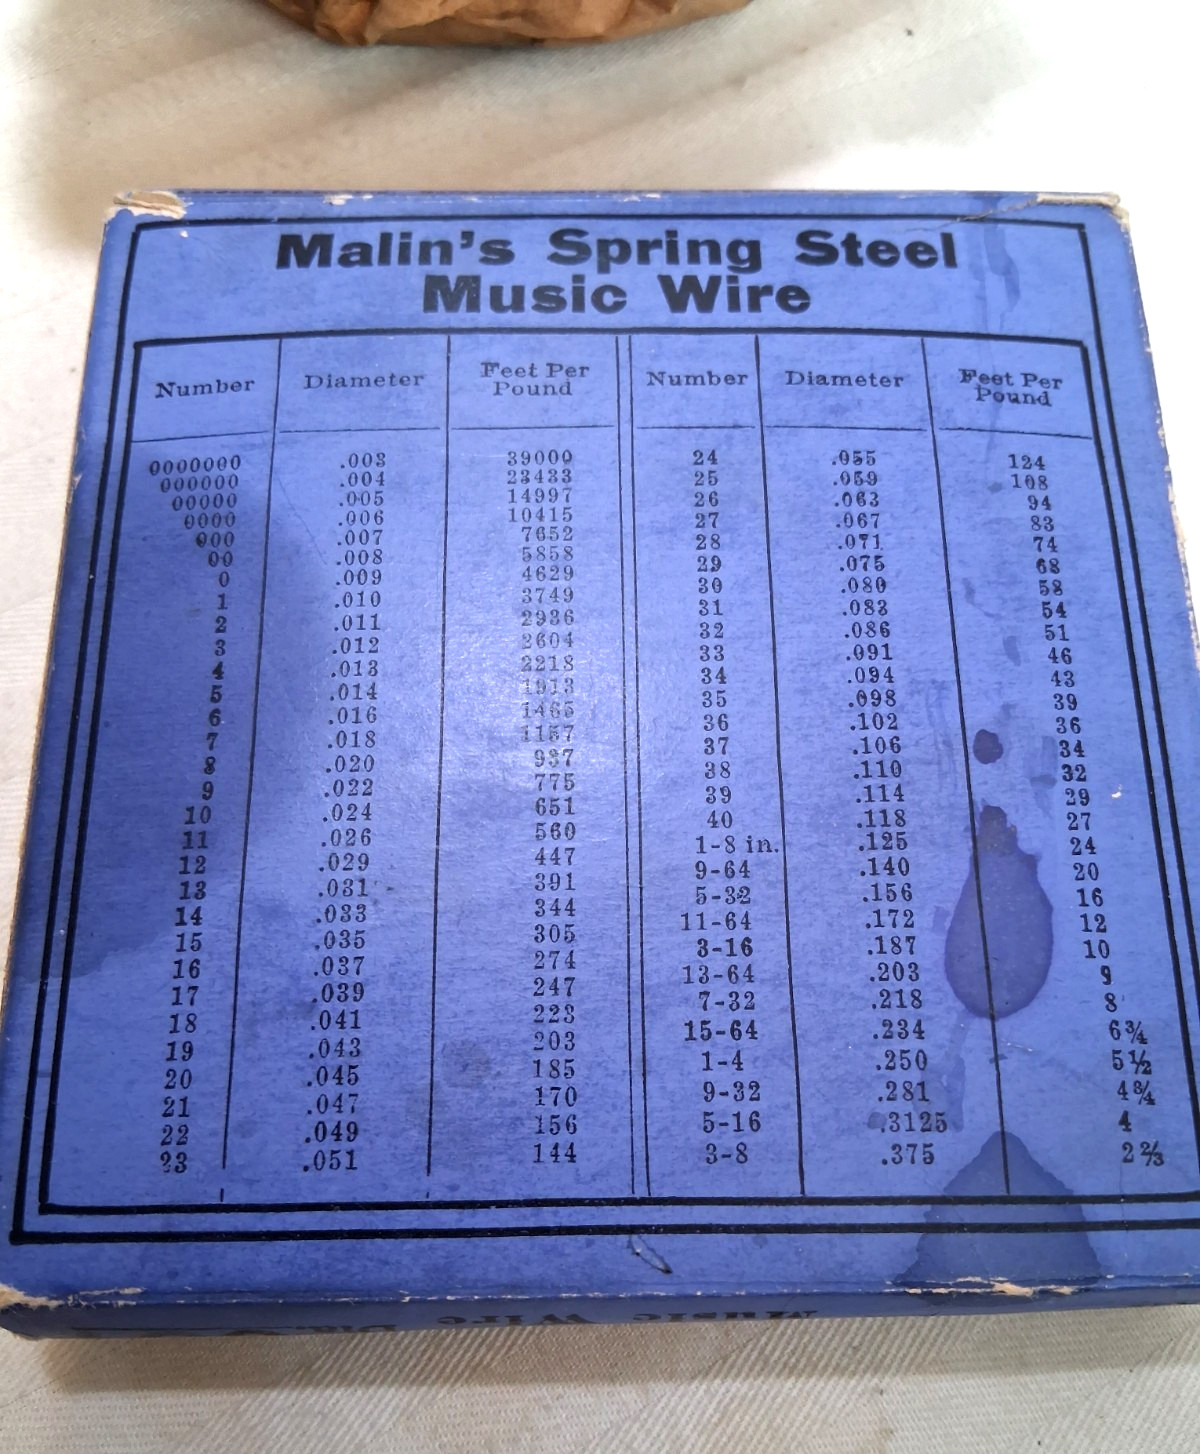 Malin's Spring Steel
Music Wire
Number Diameter Feet Per Pound
0000000 .003 39000
000000 .004 23433
00000 .005 14997
0000 .006 10415
000 .007 7652
00 .008 5858
0 .009 4629
1 .010 3749
2 .011 2936
3 .012 2604
4 .013 2218
5 .014 1913
6 .016 1465
7 .018 1157
8 .020 937
9 .022 775
10 .024 651
11 .026 560
12 .029 447
13 .031 391
14 .033 344
15 .035 305
16 .037 274
17 .039 247
18 .041 223
19 .043 203
20 .045 185
21 .047 170
22 .049 156
23 .051 144
Number Diameter Feet Per Pound
24 .055 124
25 .059 108
26 .063 94
27 .067 83
28 .071 74
29 .075 68
30 .080 58
31 .083 54
32 .086 51
33 .091 46
34 .094 43
35 .098 39
36 .102 36
37 .106 34
38 .110 32
39 .114 29
40 .118 27
1-8 in. .125 24
9-64 .140 20
5-32 .156 16
11-64 .172 12
3-16 .187 10
13-64 .203 9
7-32 .218 8
15-64 .234 6¾
1-4 .250 5½
9-32 .281 4¾
5-16 .3125 4
3-8 .375 2⅔
Music Wire